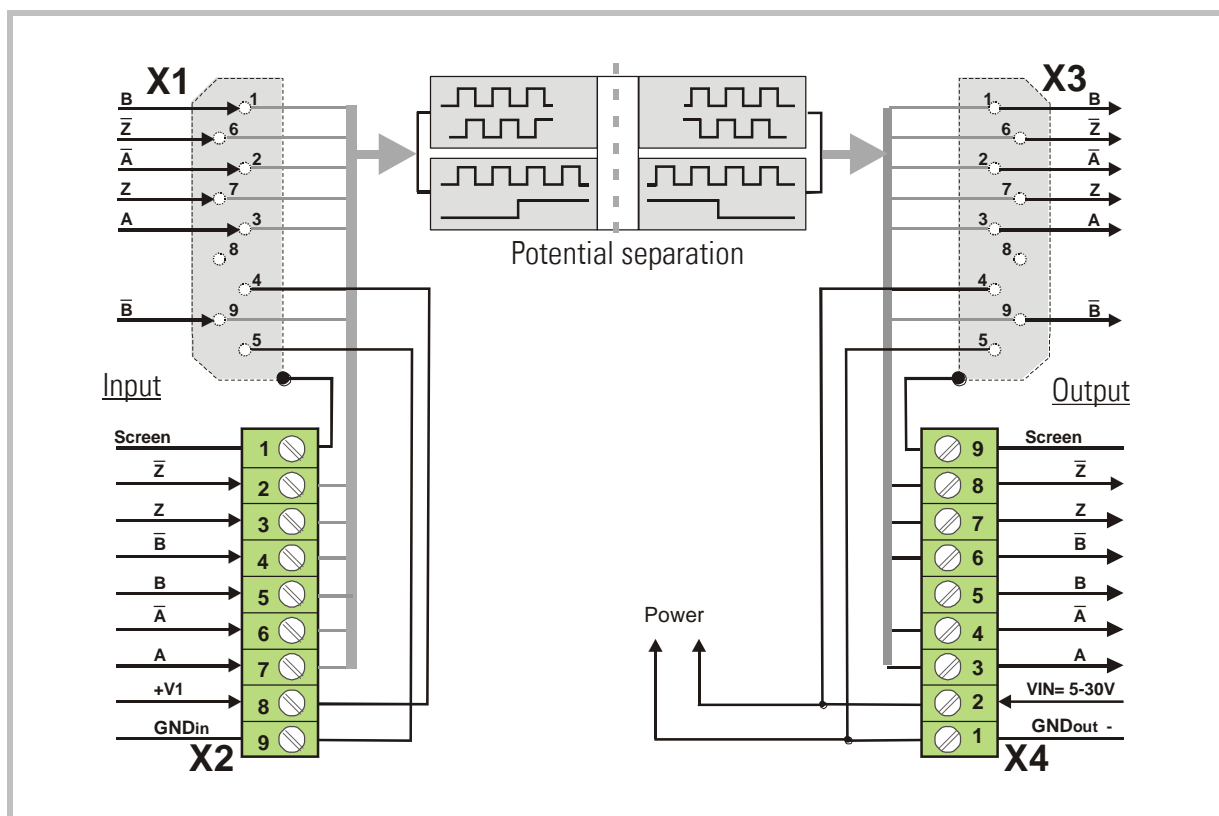 X1
B 1
Z̅ 6
A̅ 2
Z 7
A 3
8
4
B̅ 9
5
Input
Potential separation
X3
1 B
6 Z̅
2 A̅
7 Z
3 A
8
4
9 B̅
5
Output
Screen 1
Z̅ 2
Z 3
B̅ 4
B 5
A̅ 6
A 7
+V1 8
GNDin 9
X2
Power
9 Screen
8 Z̅
7 Z
6 B̅
5 B
4 A̅
3 A
2 VIN= 5-30V
1 GNDout -
X4